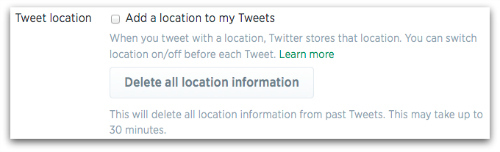 Tweet location Add a location to my Tweets
When you tweet with a location, Twitter stores that location. You can switch
location on/off before each Tweet. Learn more
Delete all location information
This will delete all location information from past Tweets. This may take up to
30 minutes.